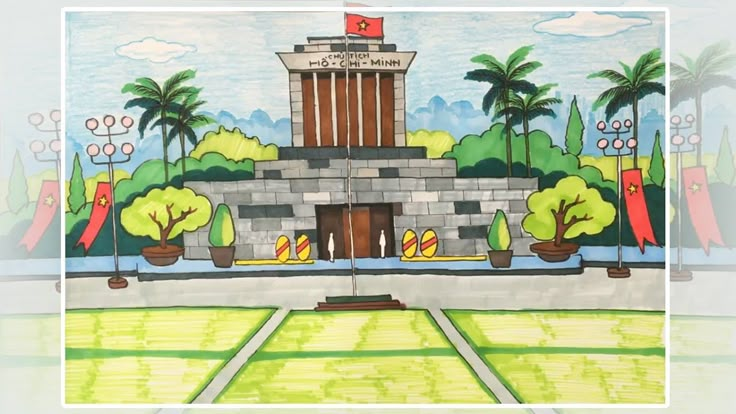 CHỦ TỊCH
HỒ - CHÍ - MINH